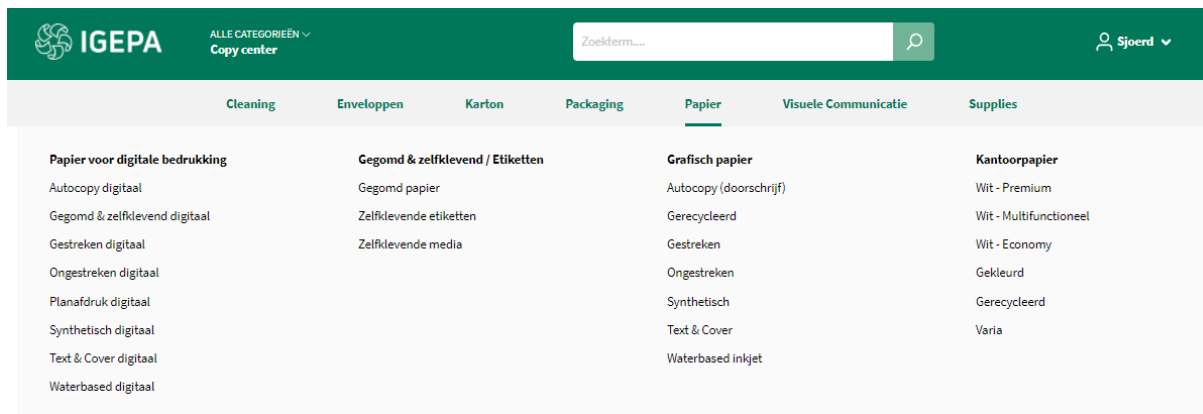 IGEPA
ALLE CATEGORIEËN
Copy center
Zoekterm....
Sjoerd
Cleaning
Enveloppen
Karton
Packaging
Papier
Visuele Communicatie
Supplies
Papier voor digitale bedrukking
Autocopy digitaal
Gegomd & zelfklevend digitaal
Gestreken digitaal
Ongestreken digitaal
Planafdruk digitaal
Synthetisch digitaal
Text & Cover digitaal
Waterbased digitaal
Gegomd & zelfklevend / Etiketten
Gegomd papier
Zelfklevende etiketten
Zelfklevende media
Grafisch papier
Autocopy (doorschrijf)
Gerecycleerd
Gestreken
Ongestreken
Synthetisch
Text & Cover
Waterbased inkjet
Kantoorpapier
Wit - Premium
Wit - Multifunctioneel
Wit - Economy
Gekleurd
Gerecycleerd
Varia